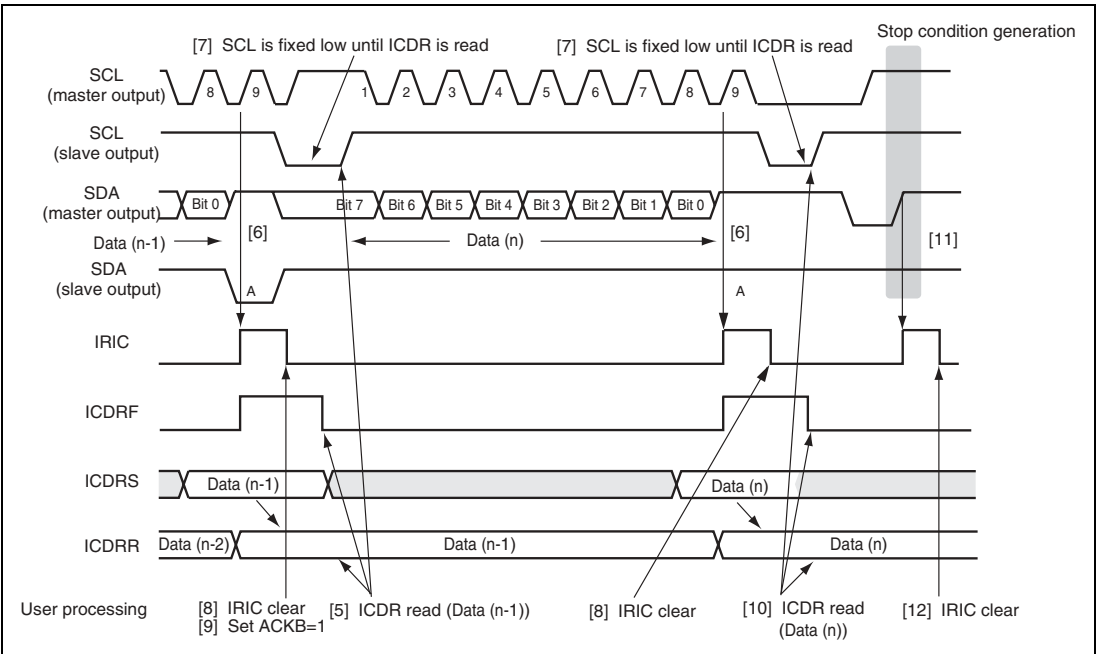 Stop condition generation
[7] SCL is fixed low until ICDR is read
[7] SCL is fixed low until ICDR is read
SCL
(master output)
8 9 1 2 3 4 5 6 7 8 9
SCL
(slave output)
SDA
(master output)
Bit 0 Bit 7 Bit 6 Bit 5 Bit 4 Bit 3 Bit 2 Bit 1 Bit 0
Data (n-1) [6] Data (n) [6] [11]
SDA
(slave output)
A A
IRIC
ICDRF
ICDRS
Data (n-1) Data (n)
ICDRR Data (n-2) Data (n-1) Data (n)
User processing
[8] IRIC clear
[9] Set ACKB=1
[5] ICDR read (Data (n-1))
[8] IRIC clear
[10] ICDR read
(Data (n))
[12] IRIC clear